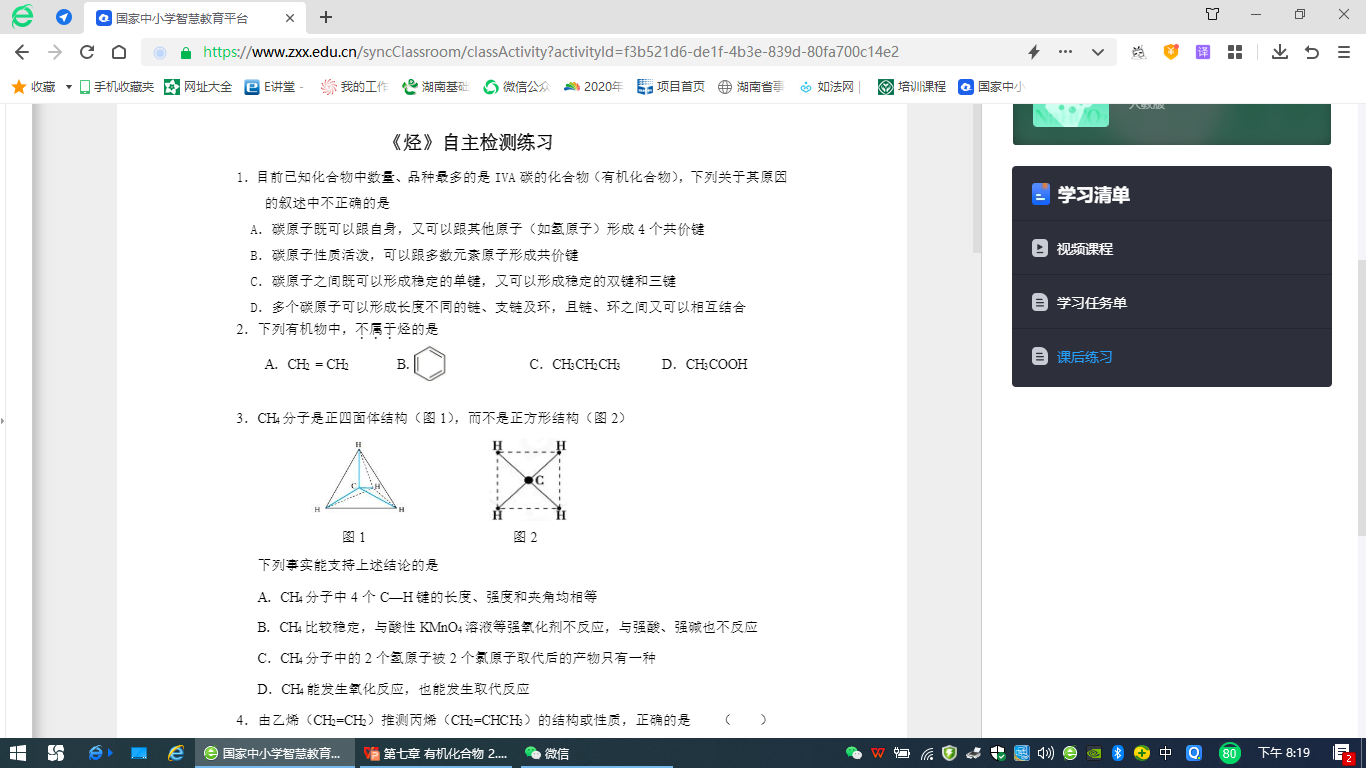 国家中小学智慧教育平台
https://www.zxx.edu.cn/syncClassroom/classActivity?activityId=f3b521d6-de1f-4b3e-839d-80fa700c14e2
译
收藏 手机收藏夹 网址大全 E讲堂 - 我的工作 湖南基础 微信公众 2020年 项目首页 湖南省事 如法网 | 培训课程 国家中小
人教版
《烃》自主检测练习
1. 目前已知化合物中数量、品种最多的是 IVA 碳的化合物(有机化合物),下列关于其原因
的叙述中不正确的是
A. 碳原子既可以跟自身,又可以跟其他原子(如氢原子)形成 4 个共价键
B. 碳原子性质活泼,可以跟多数元素原子形成共价键
C. 碳原子之间既可以形成稳定的单键,又可以形成稳定的双键和三键
D. 多个碳原子可以形成长度不同的链、支链及环,且链、环之间又可以相互结合
2. 下列有机物中,不属于烃的是
A. CH2 = CH2 B. C. CH3CH2CH3 D. CH3COOH
3. CH4 分子是正四面体结构(图 1),而不是正方形结构(图 2)
H
C H
H H
H H
C
H H
图 1 图 2
下列事实能支持上述结论的是
A. CH4 分子中 4 个 C—H 键的长度、强度和夹角均相等
B. CH4 比较稳定,与酸性 KMnO4 溶液等强氧化剂不反应,与强酸、强碱也不反应
C. CH4 分子中的 2 个氢原子被 2 个氯原子取代后的产物只有一种
D. CH4 能发生氧化反应,也能发生取代反应
4. 由乙烯(CH2=CH2)推测丙烯(CH2=CHCH3)的结构或性质,正确的是 ( )
学习清单
视频课程
学习任务单
课后练习
国家中小学智慧教育... 第七章 有机化合物 2.... 微信
中 80 下午 8:19 2